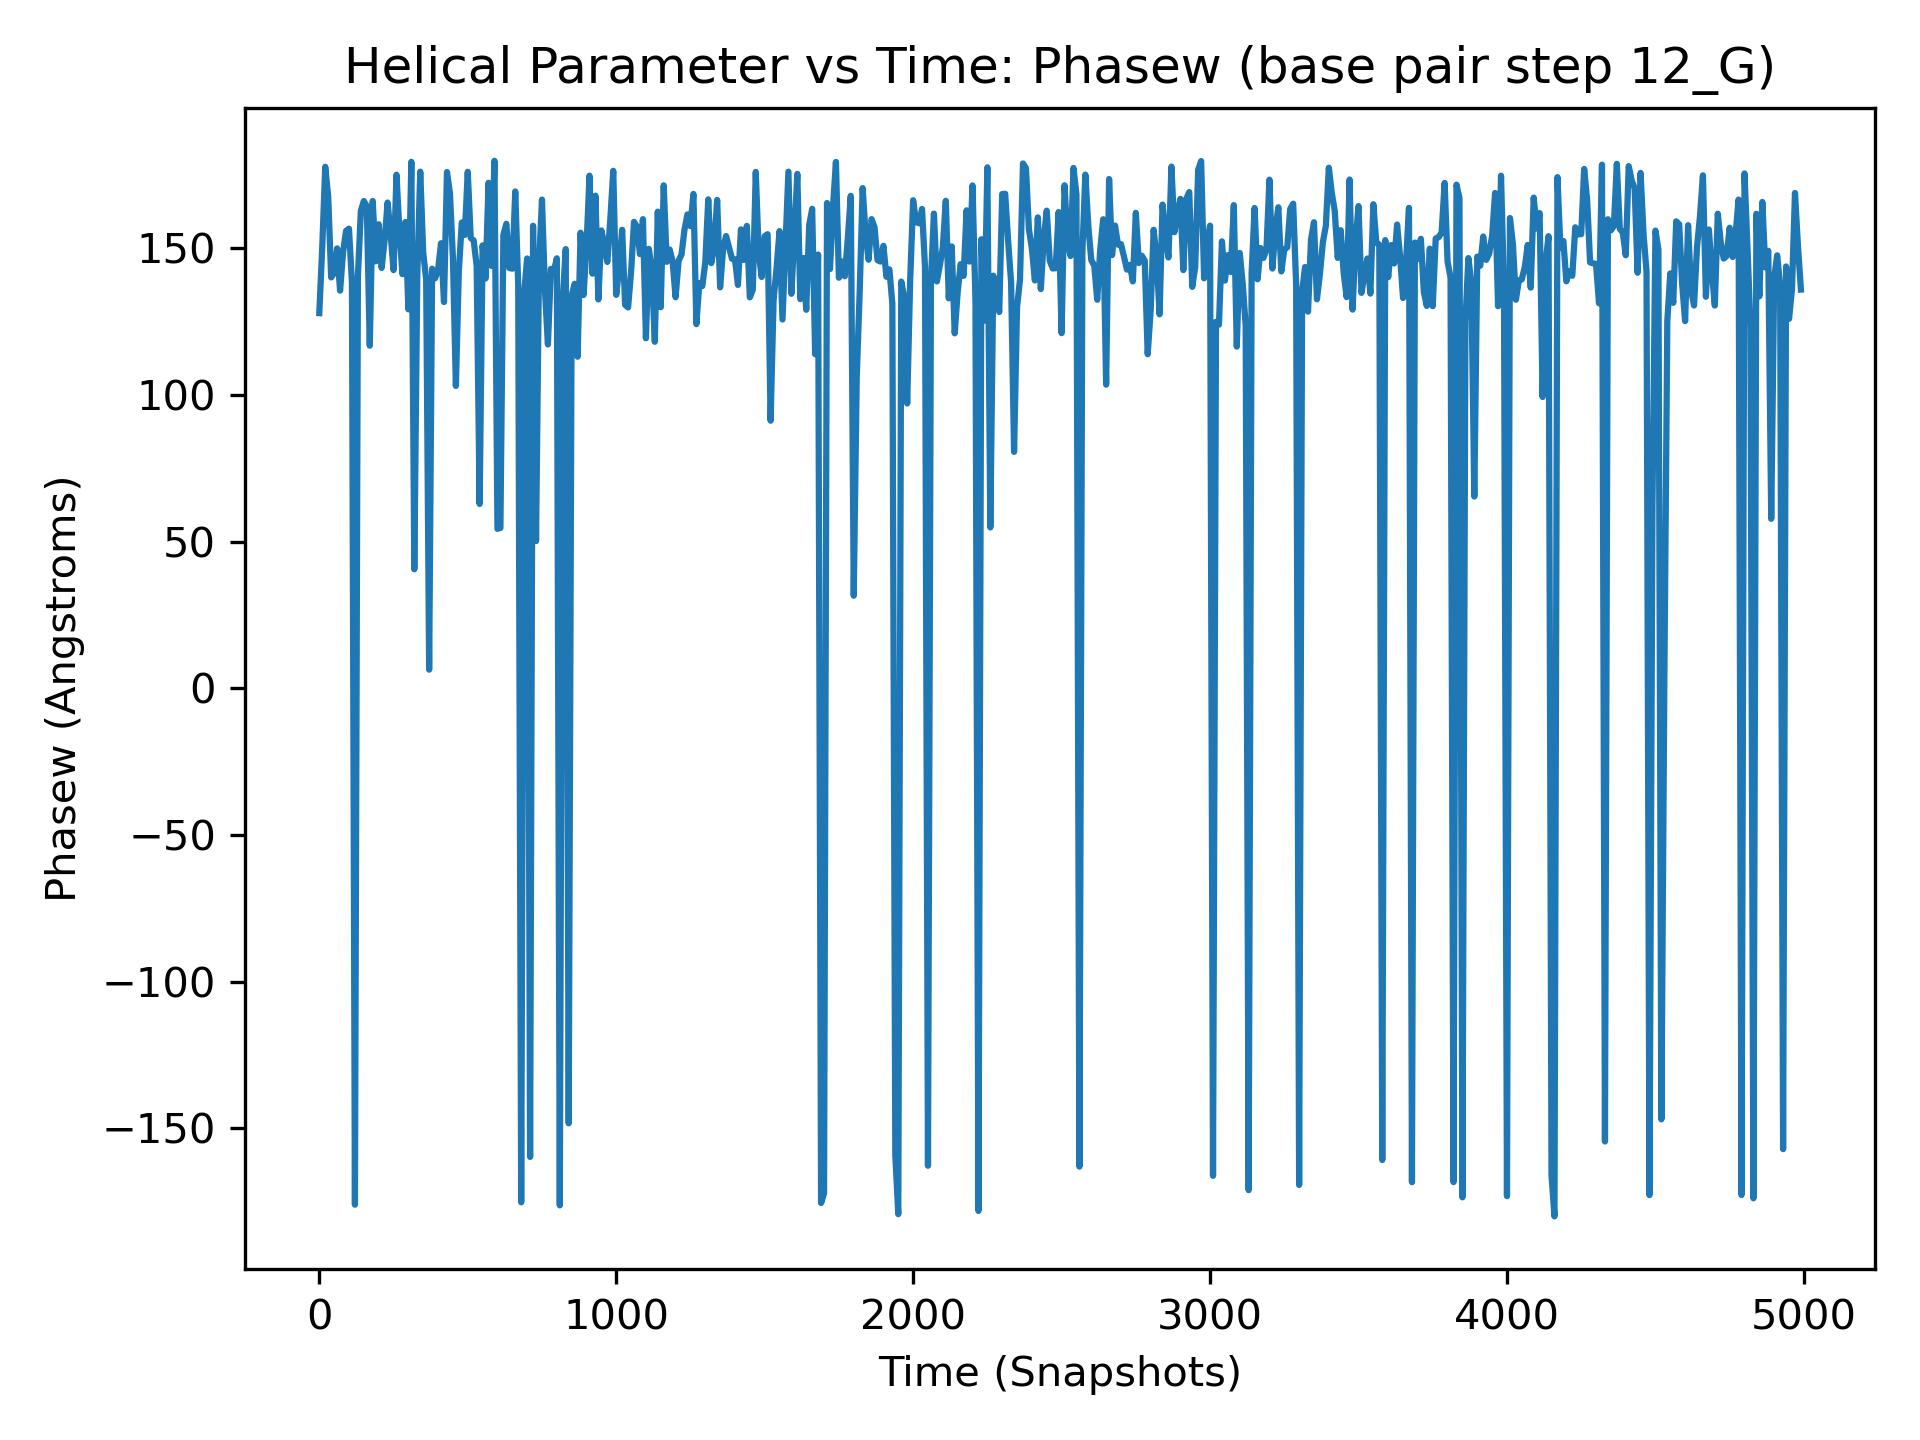 Helical Parameter vs Time: Phasew (base pair step 12_G)
Phasew (Angstroms)
150
100
50
0
−50
−100
−150
0 1000 2000 3000 4000 5000
Time (Snapshots)